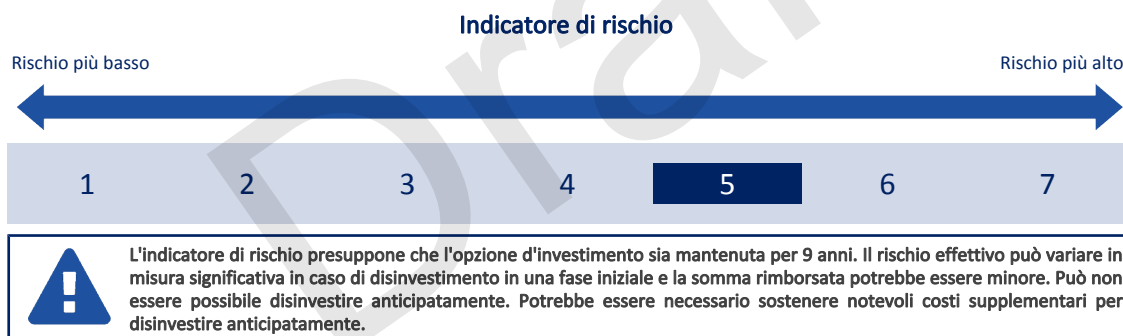 Indicatore di rischio
Rischio più basso Rischio più alto
1 2 3 4 5 6 7
L'indicatore di rischio presuppone che l'opzione d'investimento sia mantenuta per 9 anni. Il rischio effettivo può variare in
misura significativa in caso di disinvestimento in una fase iniziale e la somma rimborsata potrebbe essere minore. Può non
essere possibile disinvestire anticipatamente. Potrebbe essere necessario sostenere notevoli costi supplementari per
disinvestire anticipatamente.